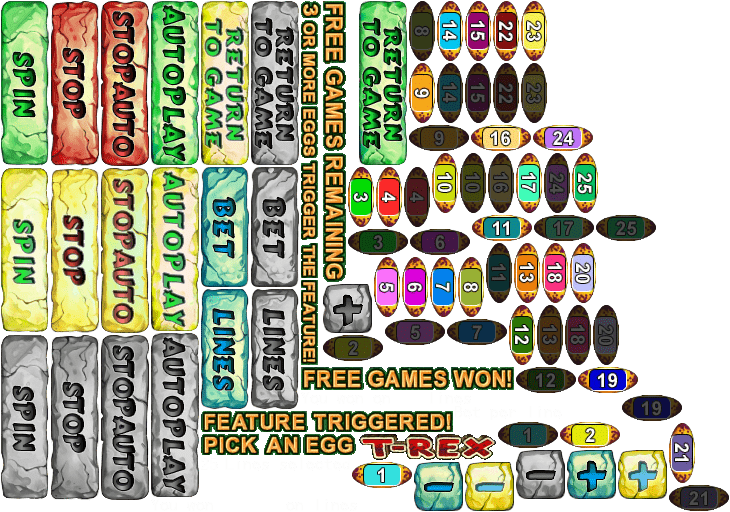 SPIN
STOP
STOPAUTO
AUTOPLAY
RETURN
TO GAME
RETURN
TO GAME
FREE GAMES REMAINING
3 OR MORE EGGS TRIGGER THE FEATURE!
RETURN
TO GAME
8
14
15
22
23
9
14
15
22
23
9
16
24
SPIN
STOP
STOPAUTO
AUTOPLAY
BET
BET
3
4
4
10
10
16
17
24
25
11
17
25
3
6
5
6
7
8
11
13
18
20
+
LINES
LINES
2
5
7
12
13
18
20
FREE GAMES WON!
12
19
SPIN
STOP
STOPAUTO
AUTOPLAY
19
FEATURE TRIGGERED!
PICK AN EGG
T-REX
1
2
21
1
-
-
-
+
+
21